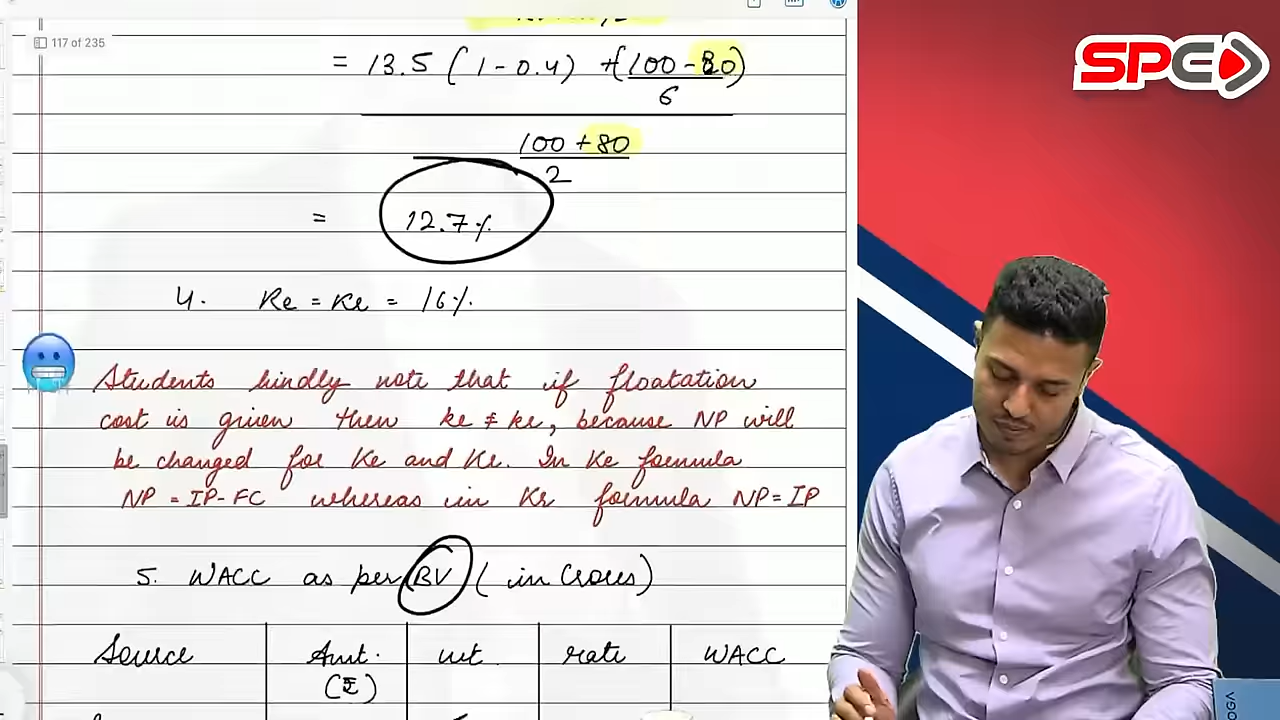 117 of 235
SPC
= 13.5 (1-0.4) + (100-80)
6
100 + 80
2
= 12.7%
4. Ke = Kr = 16%
Students kindly note that if floatation
cost is given then ke ≠ kr, because NP will
be changed for Ke and Kr. In Ke formula
NP = IP-FC whereas in Kr formula NP = IP
5. WACC as per BV (in Crores)
Source Amt. wt. rate WACC
(₹)